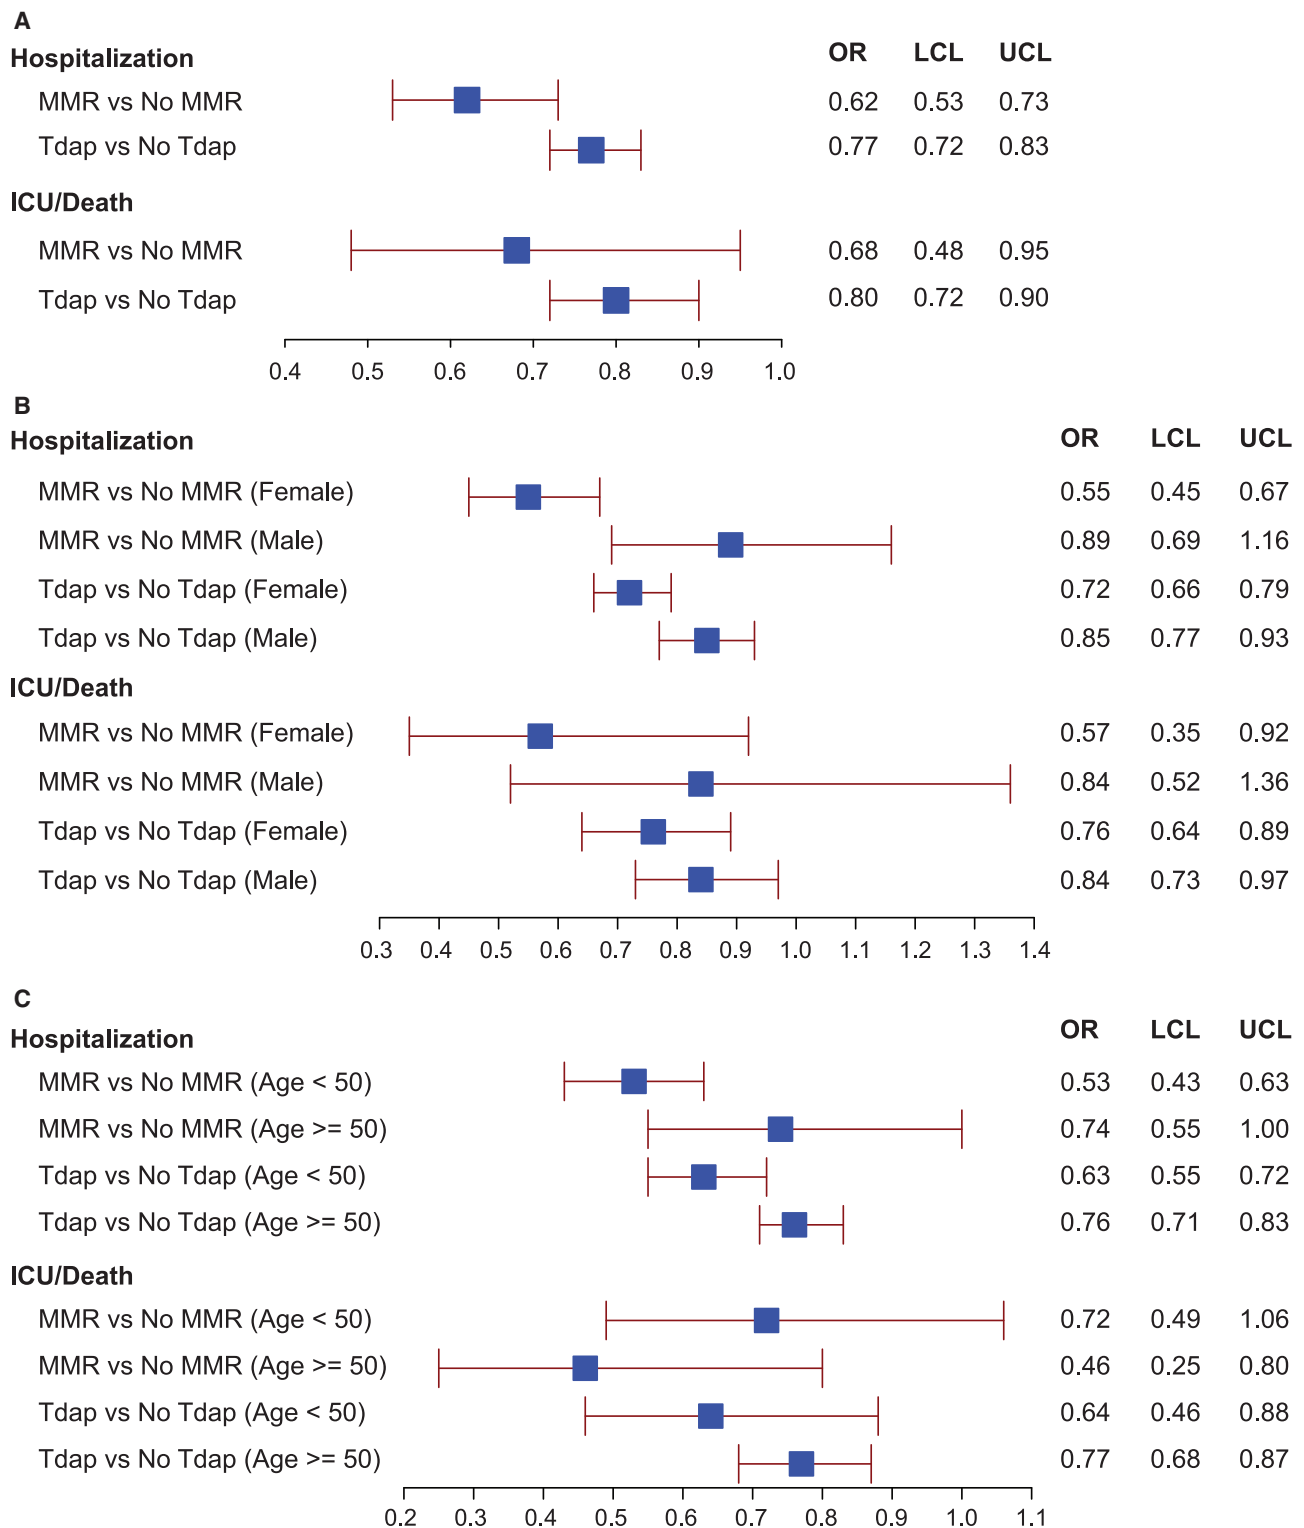 A
Hospitalization OR LCL UCL
MMR vs No MMR 0.62 0.53 0.73
Tdap vs No Tdap 0.77 0.72 0.83
ICU/Death
MMR vs No MMR 0.68 0.48 0.95
Tdap vs No Tdap 0.80 0.72 0.90
0.4 0.5 0.6 0.7 0.8 0.9 1.0
B
Hospitalization OR LCL UCL
MMR vs No MMR (Female) 0.55 0.45 0.67
MMR vs No MMR (Male) 0.89 0.69 1.16
Tdap vs No Tdap (Female) 0.72 0.66 0.79
Tdap vs No Tdap (Male) 0.85 0.77 0.93
ICU/Death
MMR vs No MMR (Female) 0.57 0.35 0.92
MMR vs No MMR (Male) 0.84 0.52 1.36
Tdap vs No Tdap (Female) 0.76 0.64 0.89
Tdap vs No Tdap (Male) 0.84 0.73 0.97
0.3 0.4 0.5 0.6 0.7 0.8 0.9 1.0 1.1 1.2 1.3 1.4
C
Hospitalization OR LCL UCL
MMR vs No MMR (Age < 50) 0.53 0.43 0.63
MMR vs No MMR (Age >= 50) 0.74 0.55 1.00
Tdap vs No Tdap (Age < 50) 0.63 0.55 0.72
Tdap vs No Tdap (Age >= 50) 0.76 0.71 0.83
ICU/Death
MMR vs No MMR (Age < 50) 0.72 0.49 1.06
MMR vs No MMR (Age >= 50) 0.46 0.25 0.80
Tdap vs No Tdap (Age < 50) 0.64 0.46 0.88
Tdap vs No Tdap (Age >= 50) 0.77 0.68 0.87
0.2 0.3 0.4 0.5 0.6 0.7 0.8 0.9 1.0 1.1